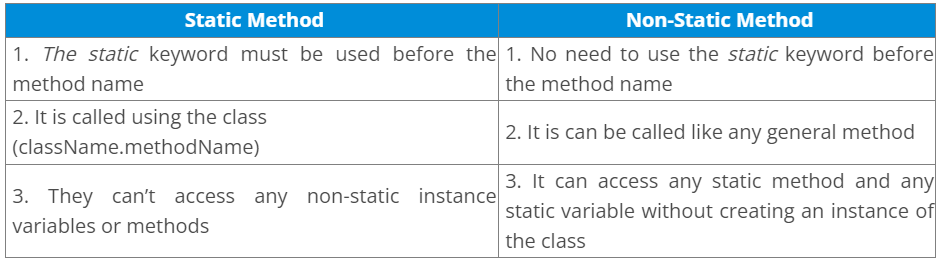 Static Method
Non-Static Method
1. The static keyword must be used before the
method name
1. No need to use the static keyword before
the method name
2. It is called using the class
(className.methodName)
2. It is can be called like any general method
3. They can’t access any non-static instance
variables or methods
3. It can access any static method and any
static variable without creating an instance of
the class